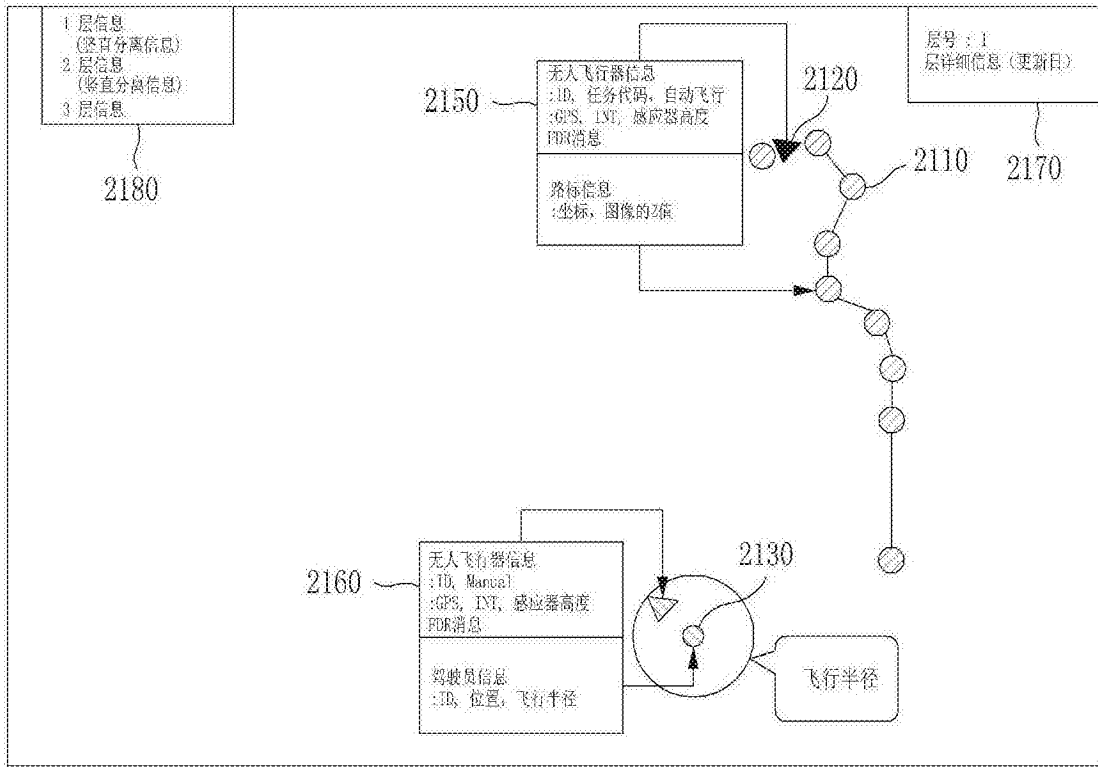 1 层信息
(竖直分离信息)
2 层信息
(竖直分离信息)
3 层信息
2180
层号 : 1
层详细信息 (更新日)
2170
2150
无人飞行器信息
:ID, 任务代码, 自动飞行
:GPS, INT, 感应器高度
FDR消息
路标信息
:坐标, 图像的Z值
2120
2110
2160
无人飞行器信息
:ID, Manual
:GPS, INT, 感应器高度
FDR消息
驾驶员信息
:ID, 位置, 飞行半径
2130
飞行半径